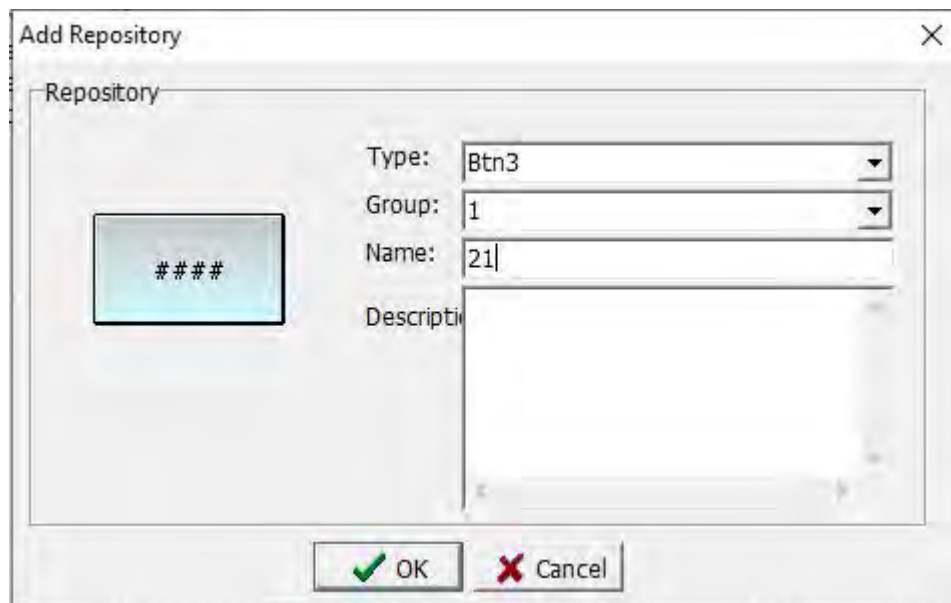 Add Repository
Repository
Type: Btn3
Group: 1
#### Name: 21
Descripti
OK Cancel